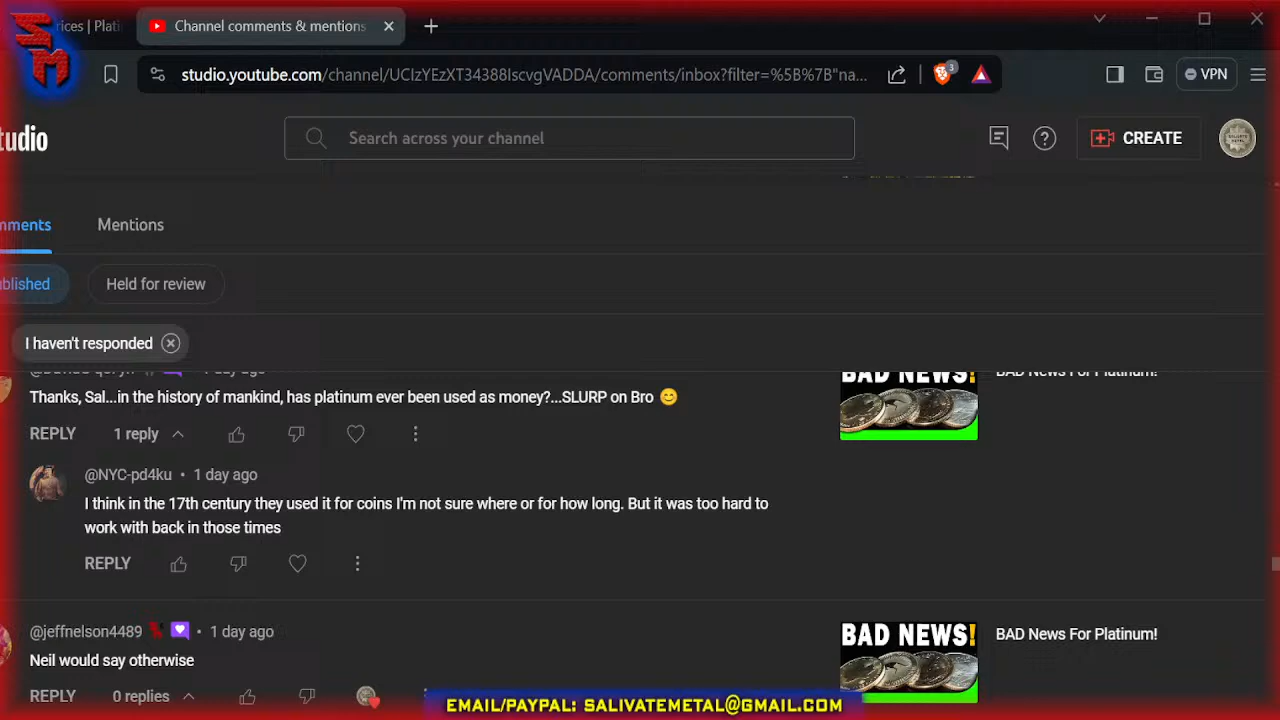 SM
rices | Plati
Channel comments & mentions
studio.youtube.com/channel/UCIzYEzXT34388IscvgVADDA/comments/inbox?filter=%5B%7B"na...
3
VPN
tudio
Search across your channel
CREATE
mments
Mentions
ublished
Held for review
I haven't responded
1 day ago
BAD NEWS!
BAD News For Platinum!
Thanks, Sal...in the history of mankind, has platinum ever been used as money?...SLURP on Bro 😊
REPLY
1 reply
@NYC-pd4ku • 1 day ago
I think in the 17th century they used it for coins I'm not sure where or for how long. But it was too hard to
work with back in those times
REPLY
@jeffnelson4489 • 1 day ago
BAD NEWS!
BAD News For Platinum!
Neil would say otherwise
REPLY
0 replies
EMAIL/PAYPAL: SALIVATEMETAL@GMAIL.COM